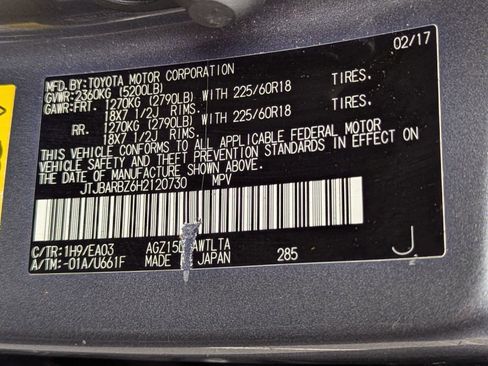 MFD.BY:TOYOTA MOTOR CORPORATION 02/17
GVWR:2360KG (5200LB)
GAWR:FRT. 1270KG (2790LB) WITH 225/60R18 TIRES.
18X7 1/2J RIMS.
RR. 1270KG (2790LB) WITH 225/60R18 TIRES.
18X7 1/2J RIMS.
THIS VEHICLE CONFORMS TO ALL APPLICABLE FEDERAL MOTOR
VEHICLE SAFETY AND THEFT PREVENTION STANDARDS IN EFFECT ON
THE DATE OF MANUFACTURE SHOWN ABOVE.
JTJBARBZ6H2120730 MPV
C/TR:1H9/EA03 AGZ15 AWTLTA
A/TM:-01A/U661F MADE JAPAN 285 J